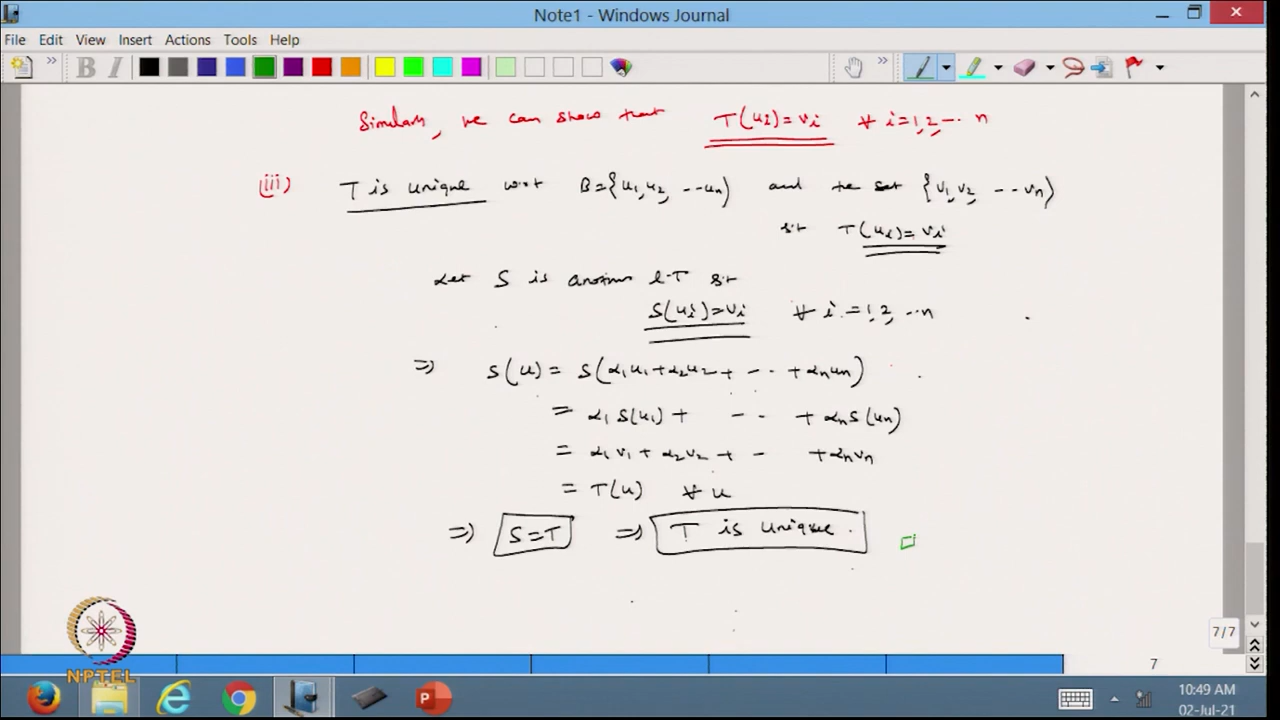 Note1 - Windows Journal
File Edit View Insert Actions Tools Help
Similarly, we can show that T(ui)=vi ∀ i=1,2,--- n
(iii) T is unique wrt B={u1,u2, ---un} and the set {v1,v2, ---vn}
s.t T(ui)=vi
Let S is another L.T s.t
S(ui)=vi ∀ i=1,2,---n
=> S(u) = S(α1u1+α2u2+ --- +αnun)
= α1S(u1)+ --- +αnS(un)
= α1v1+α2v2+ - +αnvn
= T(u) ∀ u
=> S=T => T is unique.
7/7
7
NPTEL
10:49 AM
02-Jul-21